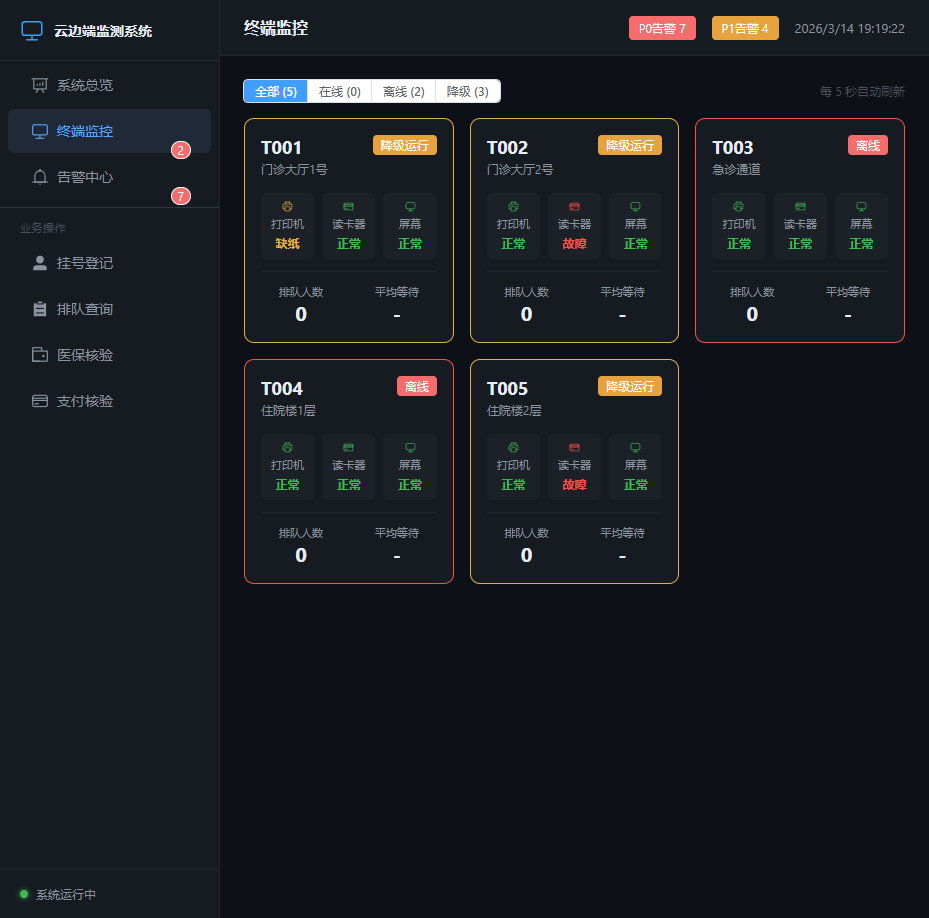 云边端监测系统
系统总览
终端监控
2
告警中心
7
业务操作
挂号登记
排队查询
医保核验
支付核验
系统运行中
终端监控
P0告警 7
P1告警 4
2026/3/14 19:19:22
全部 (5) 在线 (0) 离线 (2) 降级 (3)
每 5 秒自动刷新
T001 降级运行
门诊大厅1号
打印机 读卡器 屏幕
缺纸 正常 正常
排队人数 平均等待
0 -
T002 降级运行
门诊大厅2号
打印机 读卡器 屏幕
正常 故障 正常
排队人数 平均等待
0 -
T003 离线
急诊通道
打印机 读卡器 屏幕
正常 正常 正常
排队人数 平均等待
0 -
T004 离线
住院楼1层
打印机 读卡器 屏幕
正常 正常 正常
排队人数 平均等待
0 -
T005 降级运行
住院楼2层
打印机 读卡器 屏幕
正常 故障 正常
排队人数 平均等待
0 -